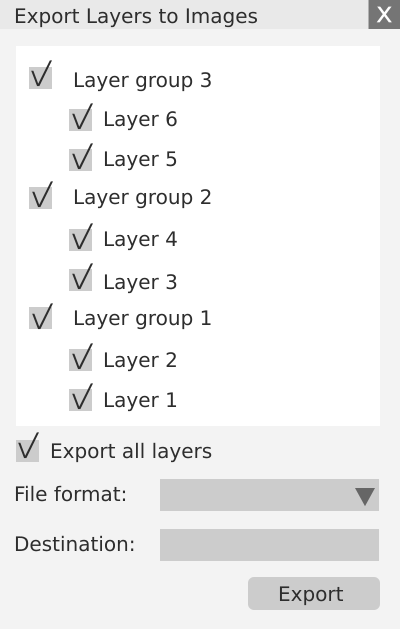 Export Layers to Images X
Layer group 3
Layer 6
Layer 5
Layer group 2
Layer 4
Layer 3
Layer group 1
Layer 2
Layer 1
Export all layers
File format:
Destination:
Export